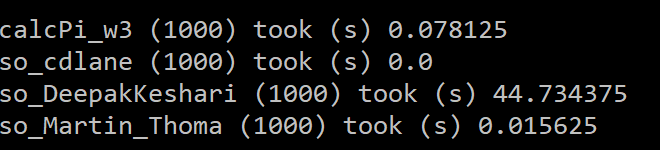 calcPi_w3 (1000) took (s) 0.078125
so_cdlane (1000) took (s) 0.0
so_DeepakKeshari (1000) took (s) 44.734375
so_Martin_Thoma (1000) took (s) 0.015625